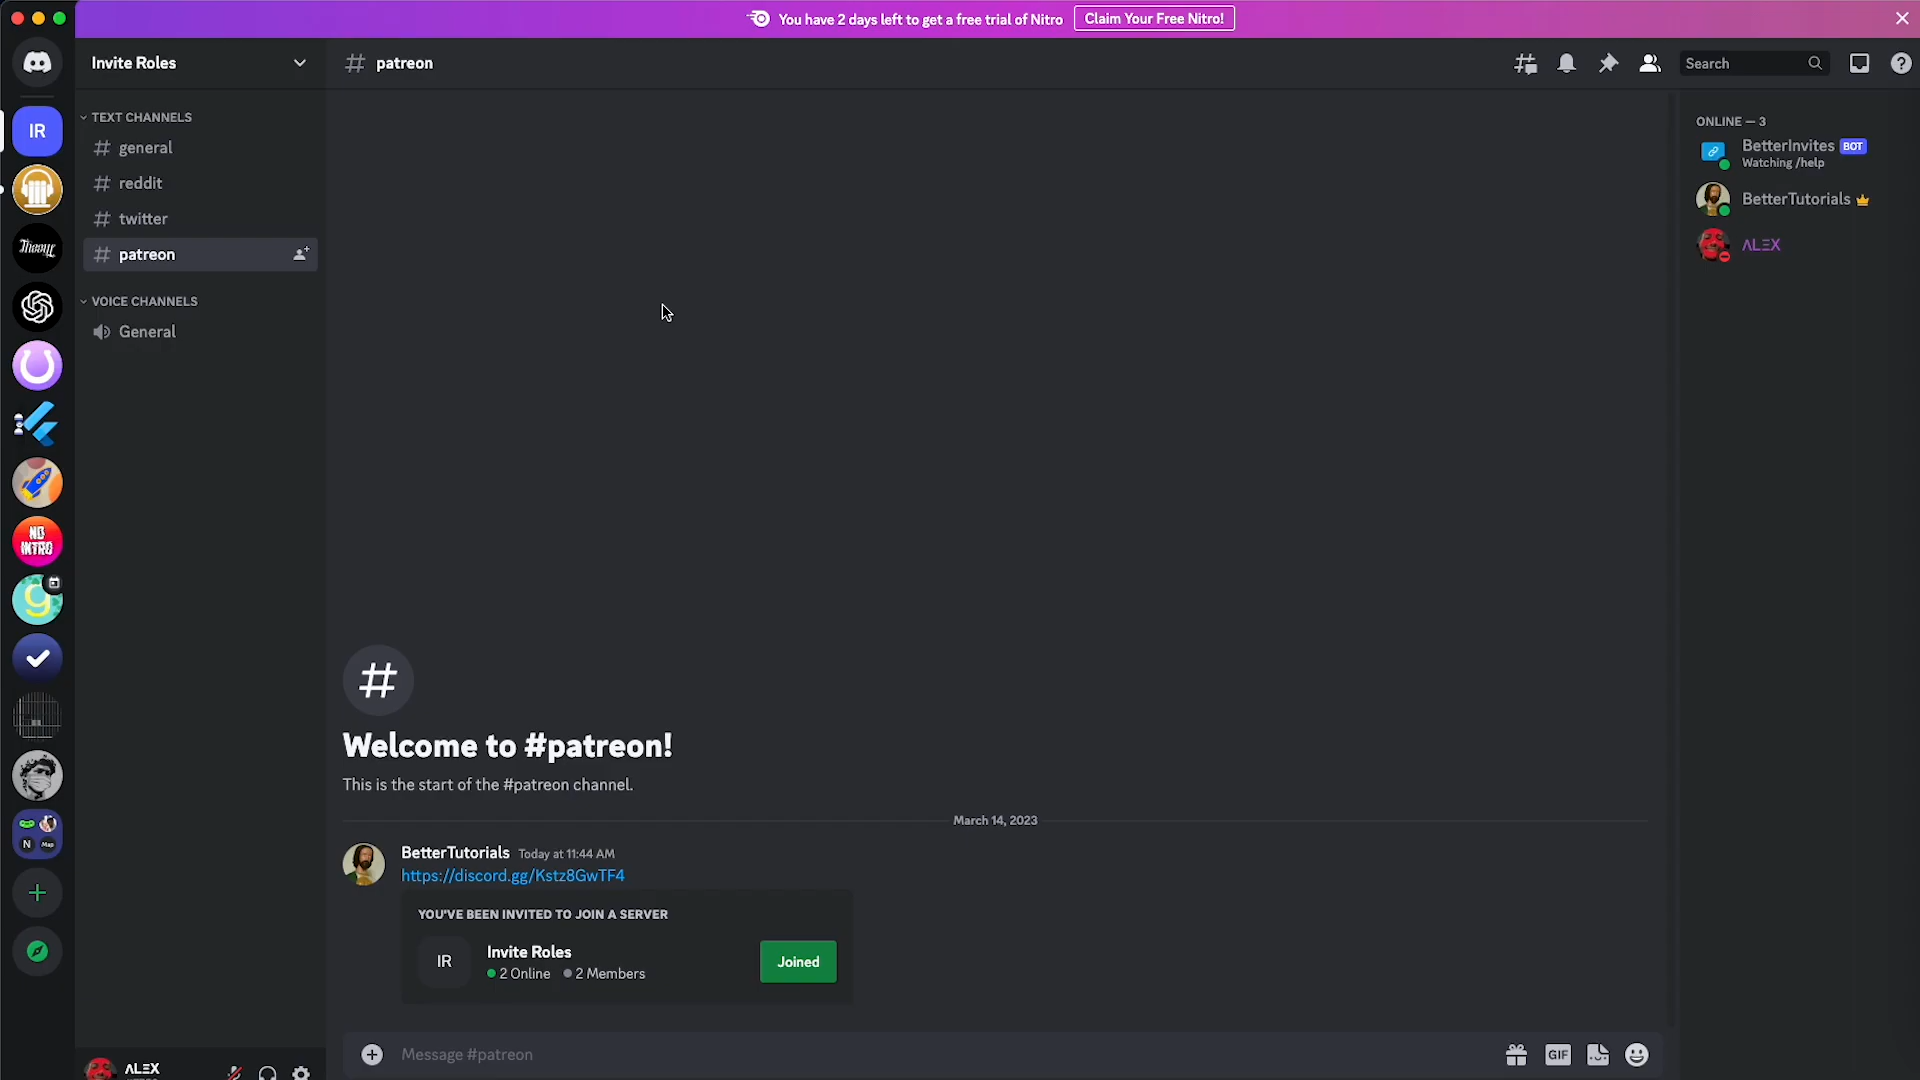 You have 2 days left to get a free trial of Nitro
Claim Your Free Nitro!
Invite Roles
patreon
Search
IR
TEXT CHANNELS
general
reddit
twitter
patreon
VOICE CHANNELS
General
NO
INTRO
g
N
Map
ONLINE — 3
BetterInvites BOT
Watching /help
BetterTutorials
ΛLΞX
Welcome to #patreon!
This is the start of the #patreon channel.
March 14, 2023
BetterTutorials Today at 11:44 AM
https://discord.gg/Kstz8GwTF4
YOU'VE BEEN INVITED TO JOIN A SERVER
IR
Invite Roles
2 Online 2 Members
Joined
Message #patreon
GIF
ΛLΞX